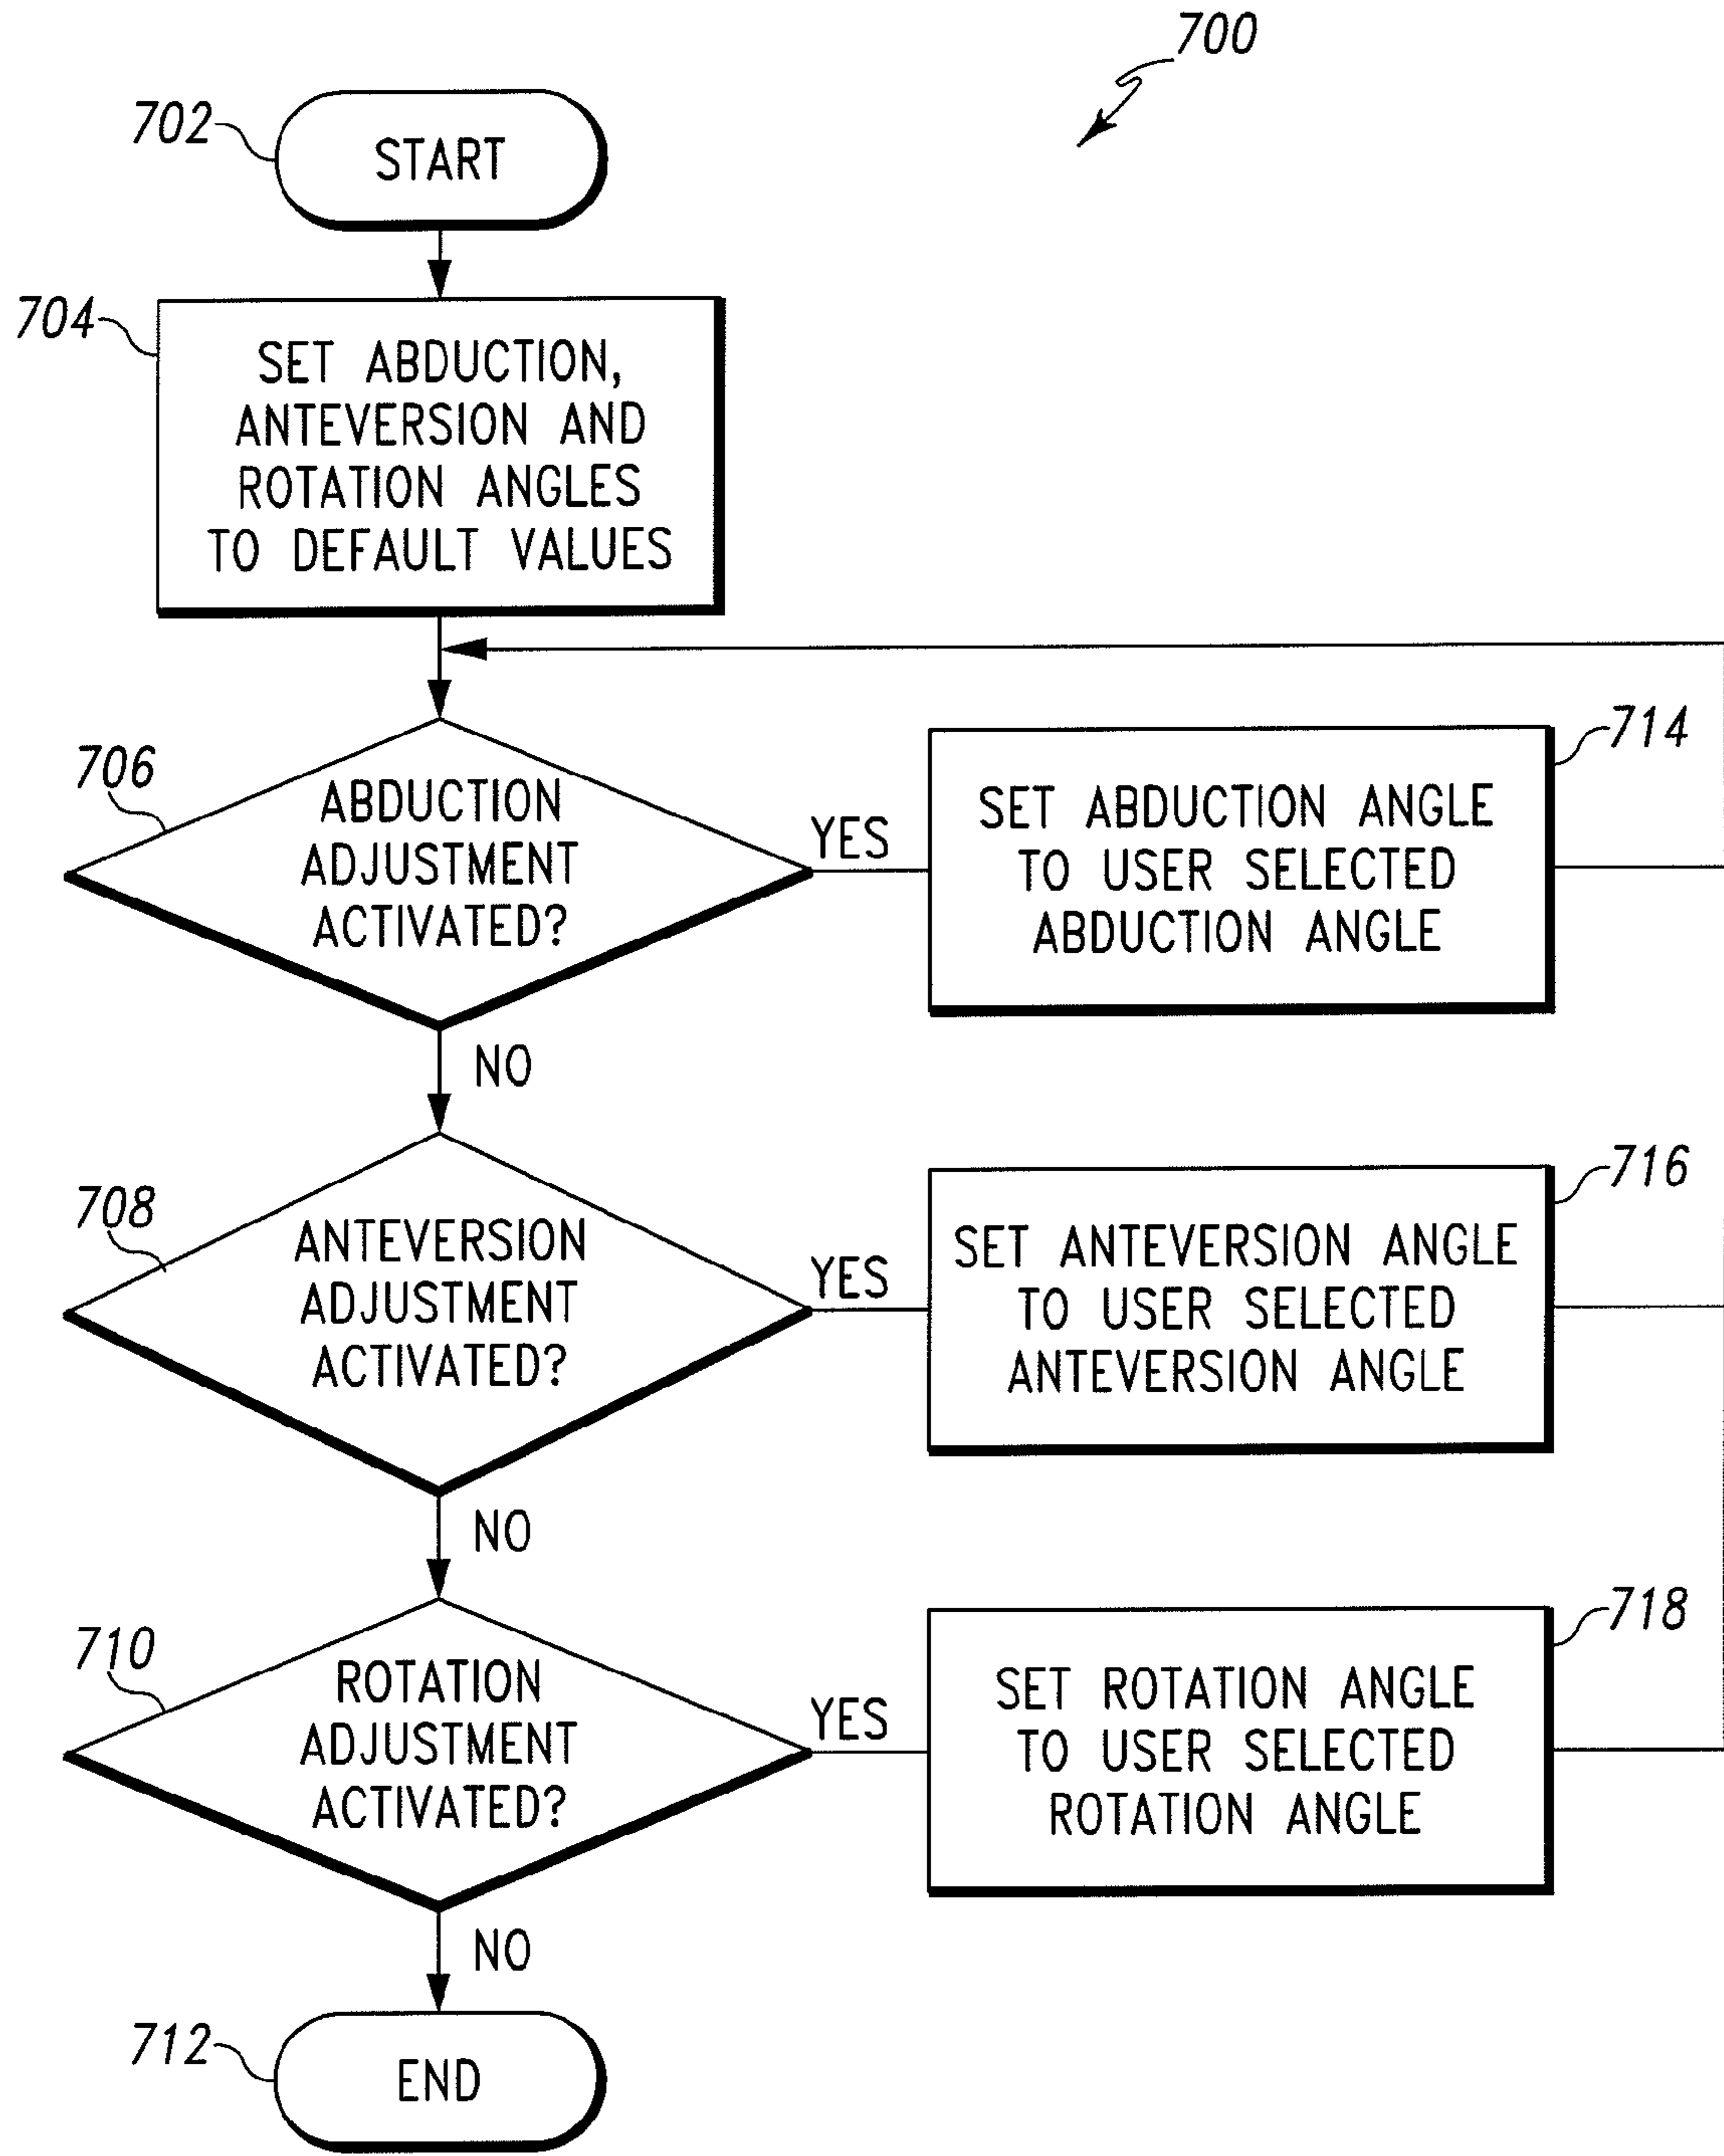 700
702
START
704
SET ABDUCTION,
ANTEVERSION AND
ROTATION ANGLES
TO DEFAULT VALUES
706
ABDUCTION
ADJUSTMENT
ACTIVATED?
YES
714
SET ABDUCTION ANGLE
TO USER SELECTED
ABDUCTION ANGLE
NO
708
ANTEVERSION
ADJUSTMENT
ACTIVATED?
YES
716
SET ANTEVERSION ANGLE
TO USER SELECTED
ANTEVERSION ANGLE
NO
710
ROTATION
ADJUSTMENT
ACTIVATED?
YES
718
SET ROTATION ANGLE
TO USER SELECTED
ROTATION ANGLE
NO
712
END